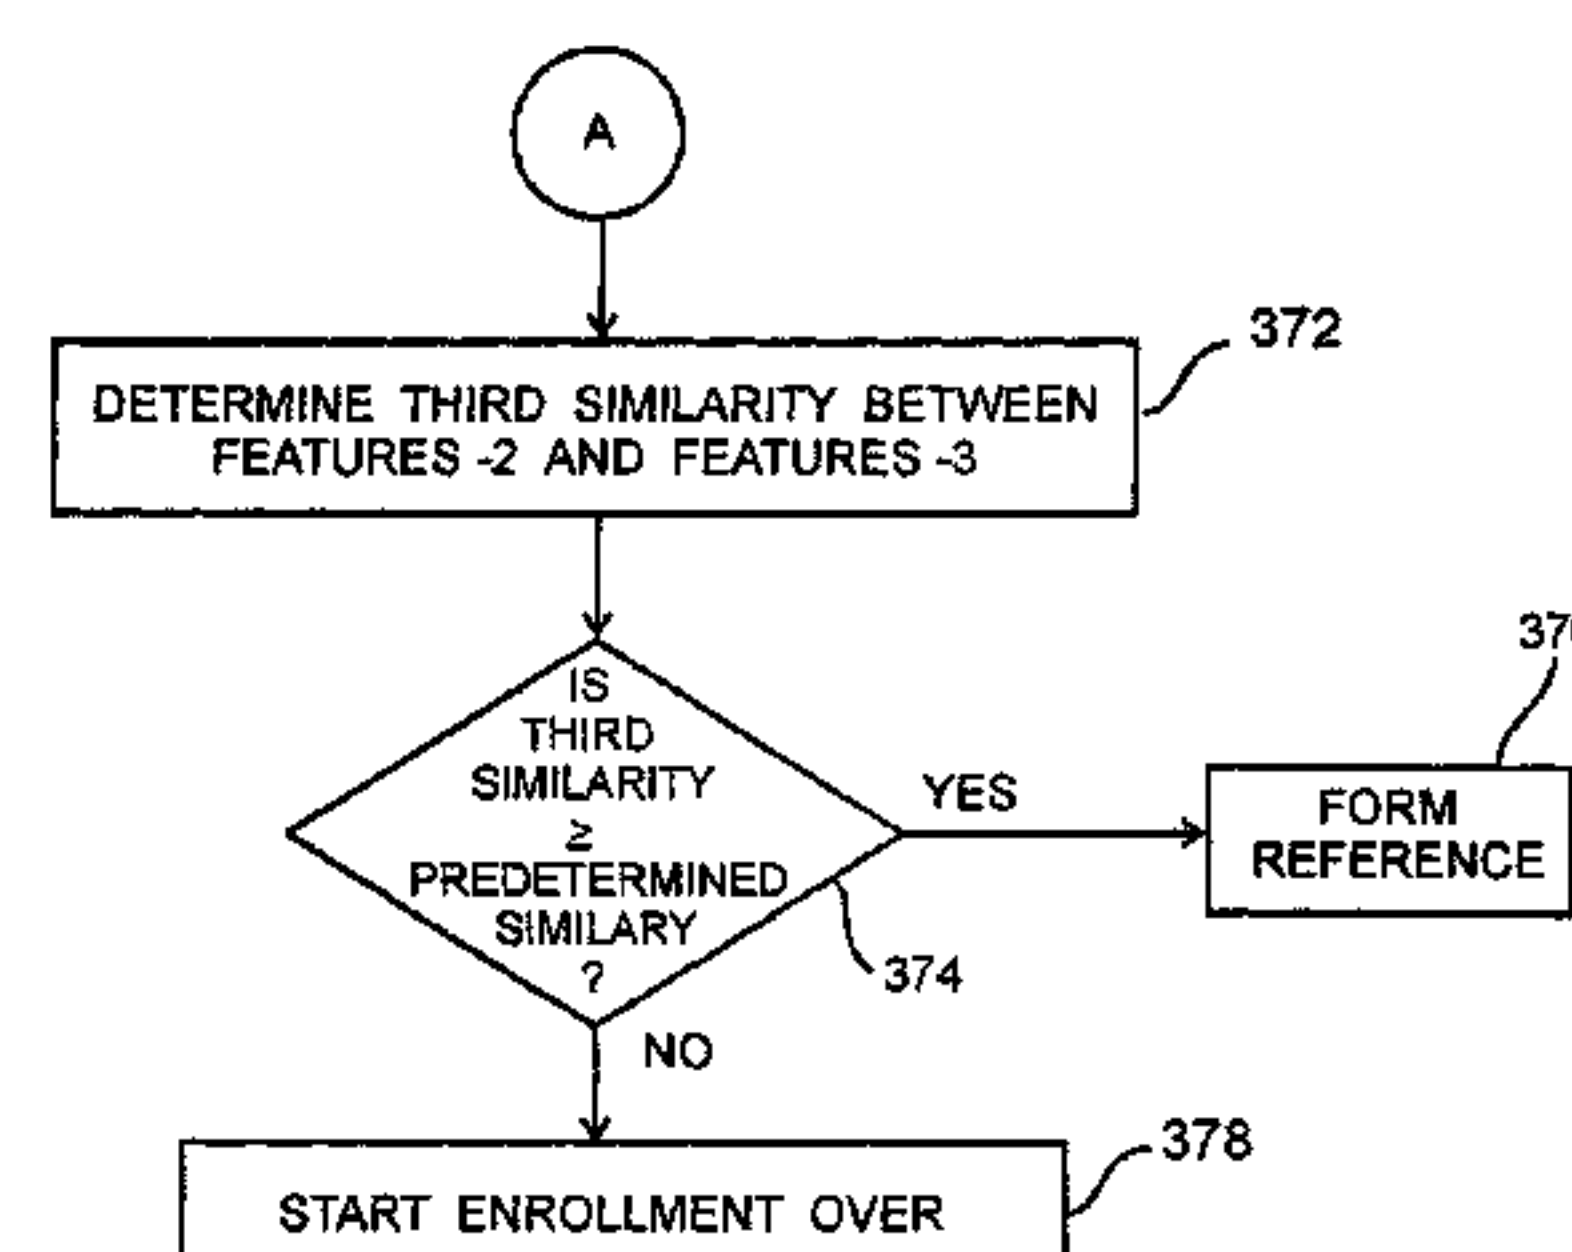 A
372
DETERMINE THIRD SIMILARITY BETWEEN
FEATURES -2 AND FEATURES -3
IS
THIRD
SIMILARITY
≥
PREDETERMINED
SIMILARY
?
374
YES
FORM
REFERENCE
NO
378
START ENROLLMENT OVER